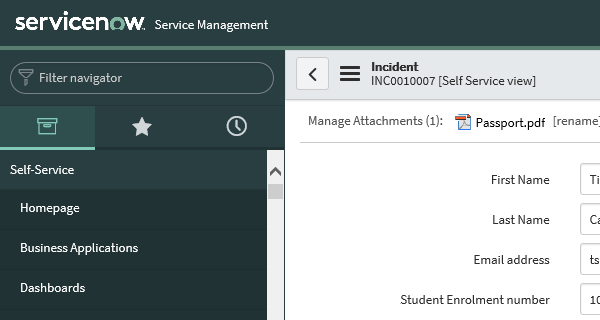 servicenow Service Management
Filter navigator
Self-Service
Homepage
Business Applications
Dashboards
Incident
INC0010007 [Self Service view]
Manage Attachments (1): Passport.pdf [rename]
First Name Ti
Last Name Ca
Email address ts
Student Enrolment number 10